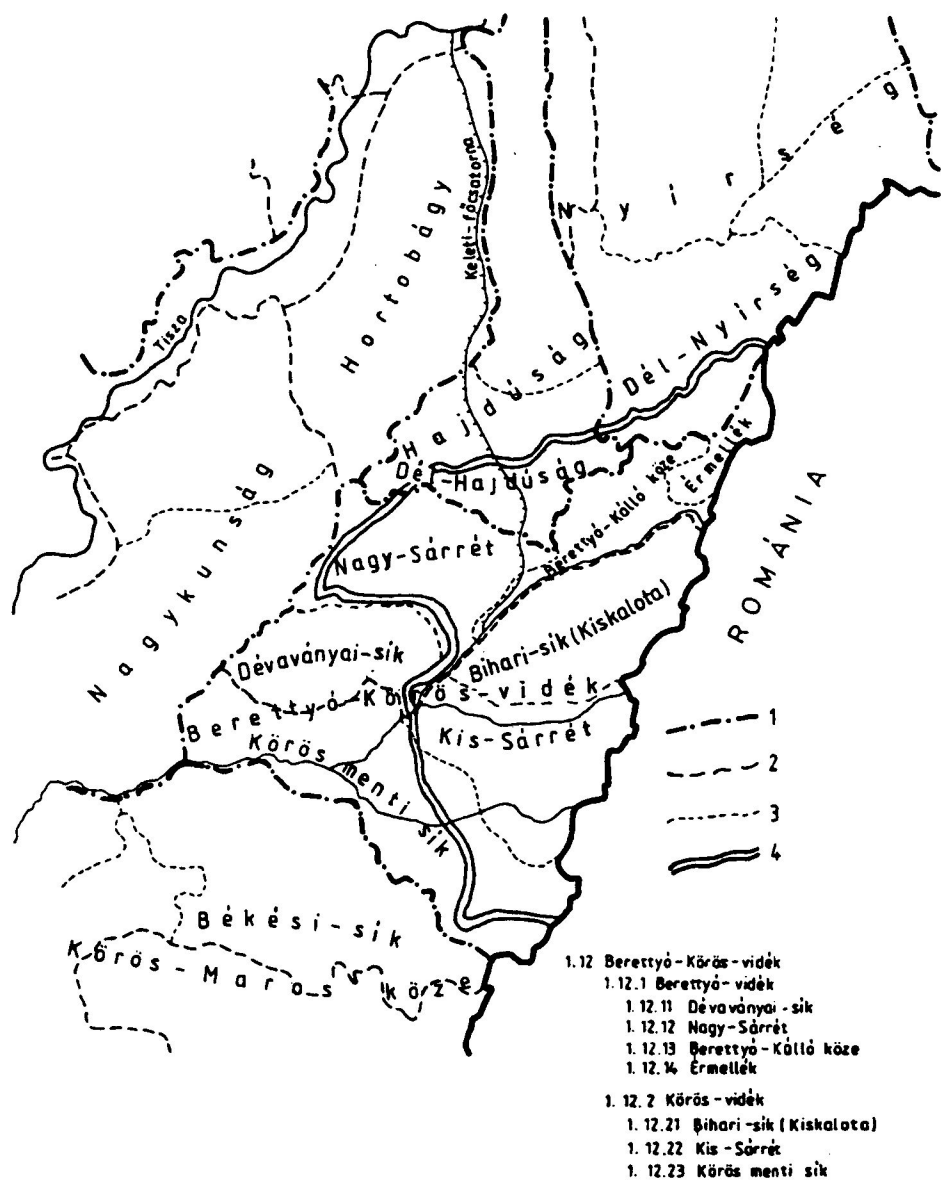 Nyírség
Keleti-főcsatorna
Hortobágy
Tisza
Dél-Nyírség
Hajdúság
Dél-Hajdúság
Érmellék
Berettyó-Kálló köze
ROMÁNIA
Nagykunság
Nagy-Sárrét
Bihari-sík (Kiskalota)
Dévaványai-sík
Berettyó-Körös-vidék
Kis-Sárrét
Körös menti sík
1
2
3
4
Békési-sík
Körös-Maros köze
1.12 Berettyó-Körös-vidék
1.12.1 Berettyó-vidék
1.12.11 Dévaványai-sík
1.12.12 Nagy-Sárrét
1.12.13 Berettyó-Kálló köze
1.12.14 Érmellék
1.12.2 Körös-vidék
1.12.21 Bihari-sík (Kiskalota)
1.12.22 Kis-Sárrét
1.12.23 Körös menti sík